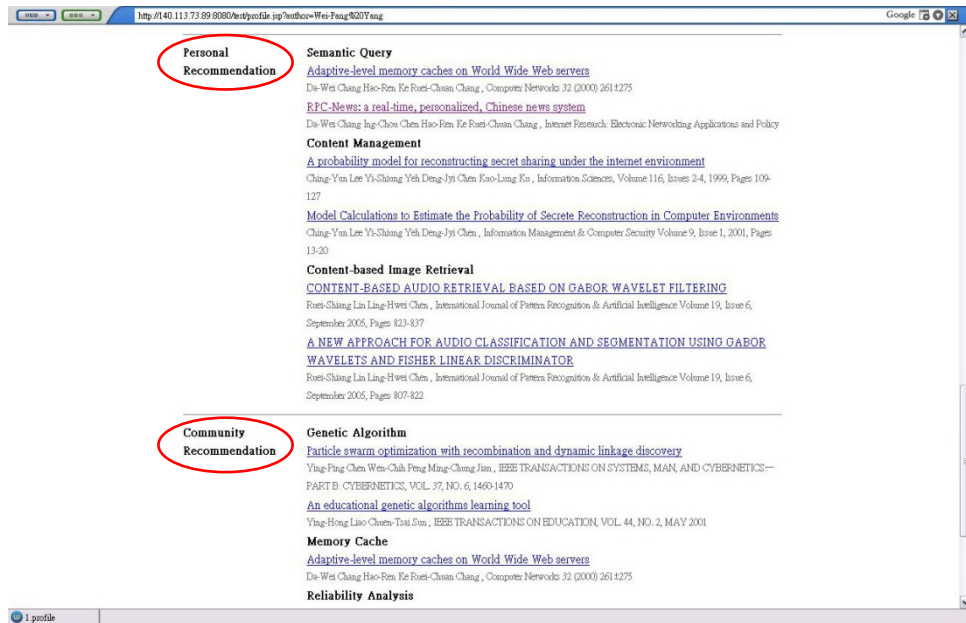 http://140.113.73.89:8080/test/profile.jsp?author=Wei-Pang%20Yang
Google
Personal Recommendation
Semantic Query
Adaptive-level memory caches on World Wide Web servers
Da-Wei Chang Hao-Ren Ke Ruei-Chuan Chang , Computer Networks 32 (2000) 261±275
RPC-News: a real-time, personalized, Chinese news system
Da-Wei Chang Ing-Chou Chen Hao-Ren Ke Ruei-Chuan Chang , Internet Research: Electronic Networking Applications and Policy
Content Management
A probability model for reconstructing secret sharing under the internet environment
Ching-Yun Lee Yi-Shiung Yeh Deng-Jyi Chen Kuo-Lung Ku , Information Sciences, Volume 116, Issues 2-4, 1999, Pages 109-
127
Model Calculations to Estimate the Probability of Secrete Reconstruction in Computer Environments
Ching-Yun Lee Yi-Shiung Yeh Deng-Jyi Chen , Information Management & Computer Security Volume 9, Issue 1, 2001, Pages
13-20
Content-based Image Retrieval
CONTENT-BASED AUDIO RETRIEVAL BASED ON GABOR WAVELET FILTERING
Ruei-Shiang Lin Ling-Hwei Chen , International Journal of Pattern Recognition & Artificial Intelligence Volume 19, Issue 6,
September 2005, Pages 823-837
A NEW APPROACH FOR AUDIO CLASSIFICATION AND SEGMENTATION USING GABOR
WAVELETS AND FISHER LINEAR DISCRIMINATOR
Ruei-Shiang Lin Ling-Hwei Chen , International Journal of Pattern Recognition & Artificial Intelligence Volume 19, Issue 6,
September 2005, Pages 807-822
Community Recommendation
Genetic Algorithm
Particle swarm optimization with recombination and dynamic linkage discovery
Ying-Ping Chen Wen-Chih Peng Ming-Chung Jian , IEEE TRANSACTIONS ON SYSTEMS, MAN, AND CYBERNETICS—
PART B: CYBERNETICS, VOL. 37, NO. 6, 1460-1470
An educational genetic algorithms learning tool
Ying-Hong Liao Chuen-Tsai Sun , IEEE TRANSACTIONS ON EDUCATION, VOL. 44, NO. 2, MAY 2001
Memory Cache
Adaptive-level memory caches on World Wide Web servers
Da-Wei Chang Hao-Ren Ke Ruei-Chuan Chang , Computer Networks 32 (2000) 261±275
Reliability Analysis
1.profile